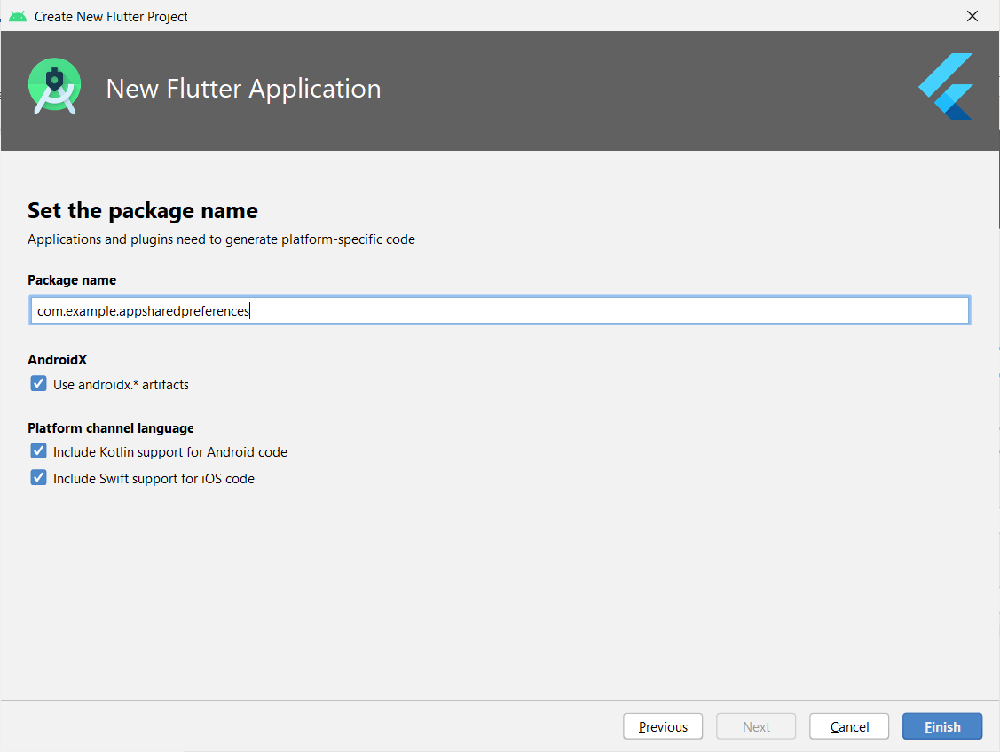 Create New Flutter Project
New Flutter Application
Set the package name
Applications and plugins need to generate platform-specific code
Package name
com.example.appsharedpreferences
AndroidX
Use androidx.* artifacts
Platform channel language
Include Kotlin support for Android code
Include Swift support for iOS code
Previous Next Cancel Finish